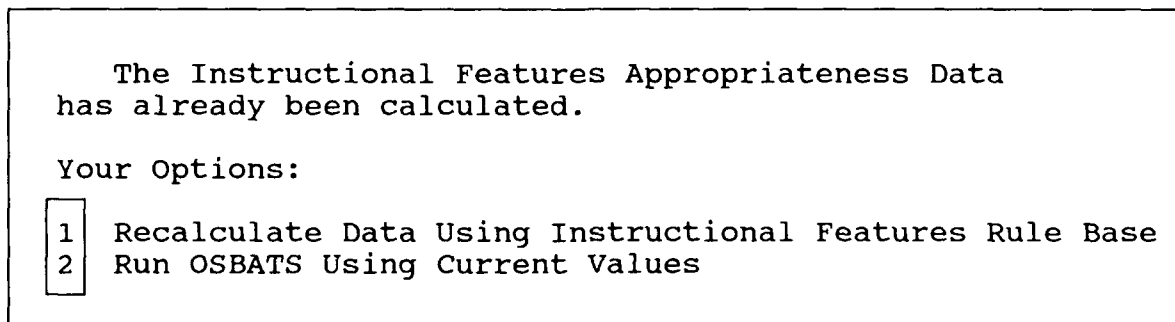 The Instructional Features Appropriateness Data
has already been calculated.
Your Options:
1 Recalculate Data Using Instructional Features Rule Base
2 Run OSBATS Using Current Values